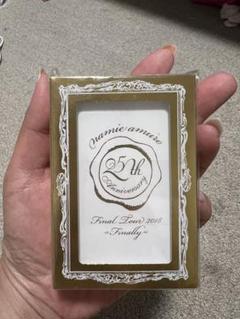 namie amuro
25th
Anniversary
Final Tour 2018
~Finally~